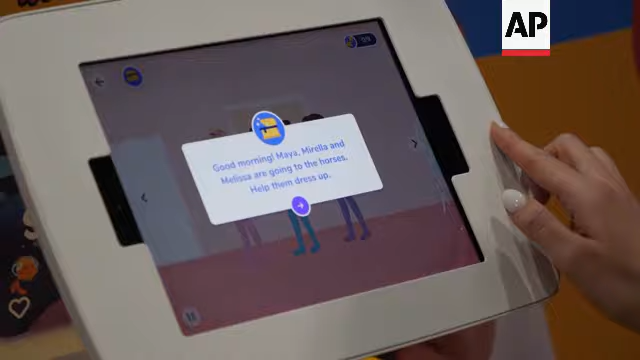 AP
Good morning! Maya, Mirella and
Melissa are going to the horses.
Help them dress up.